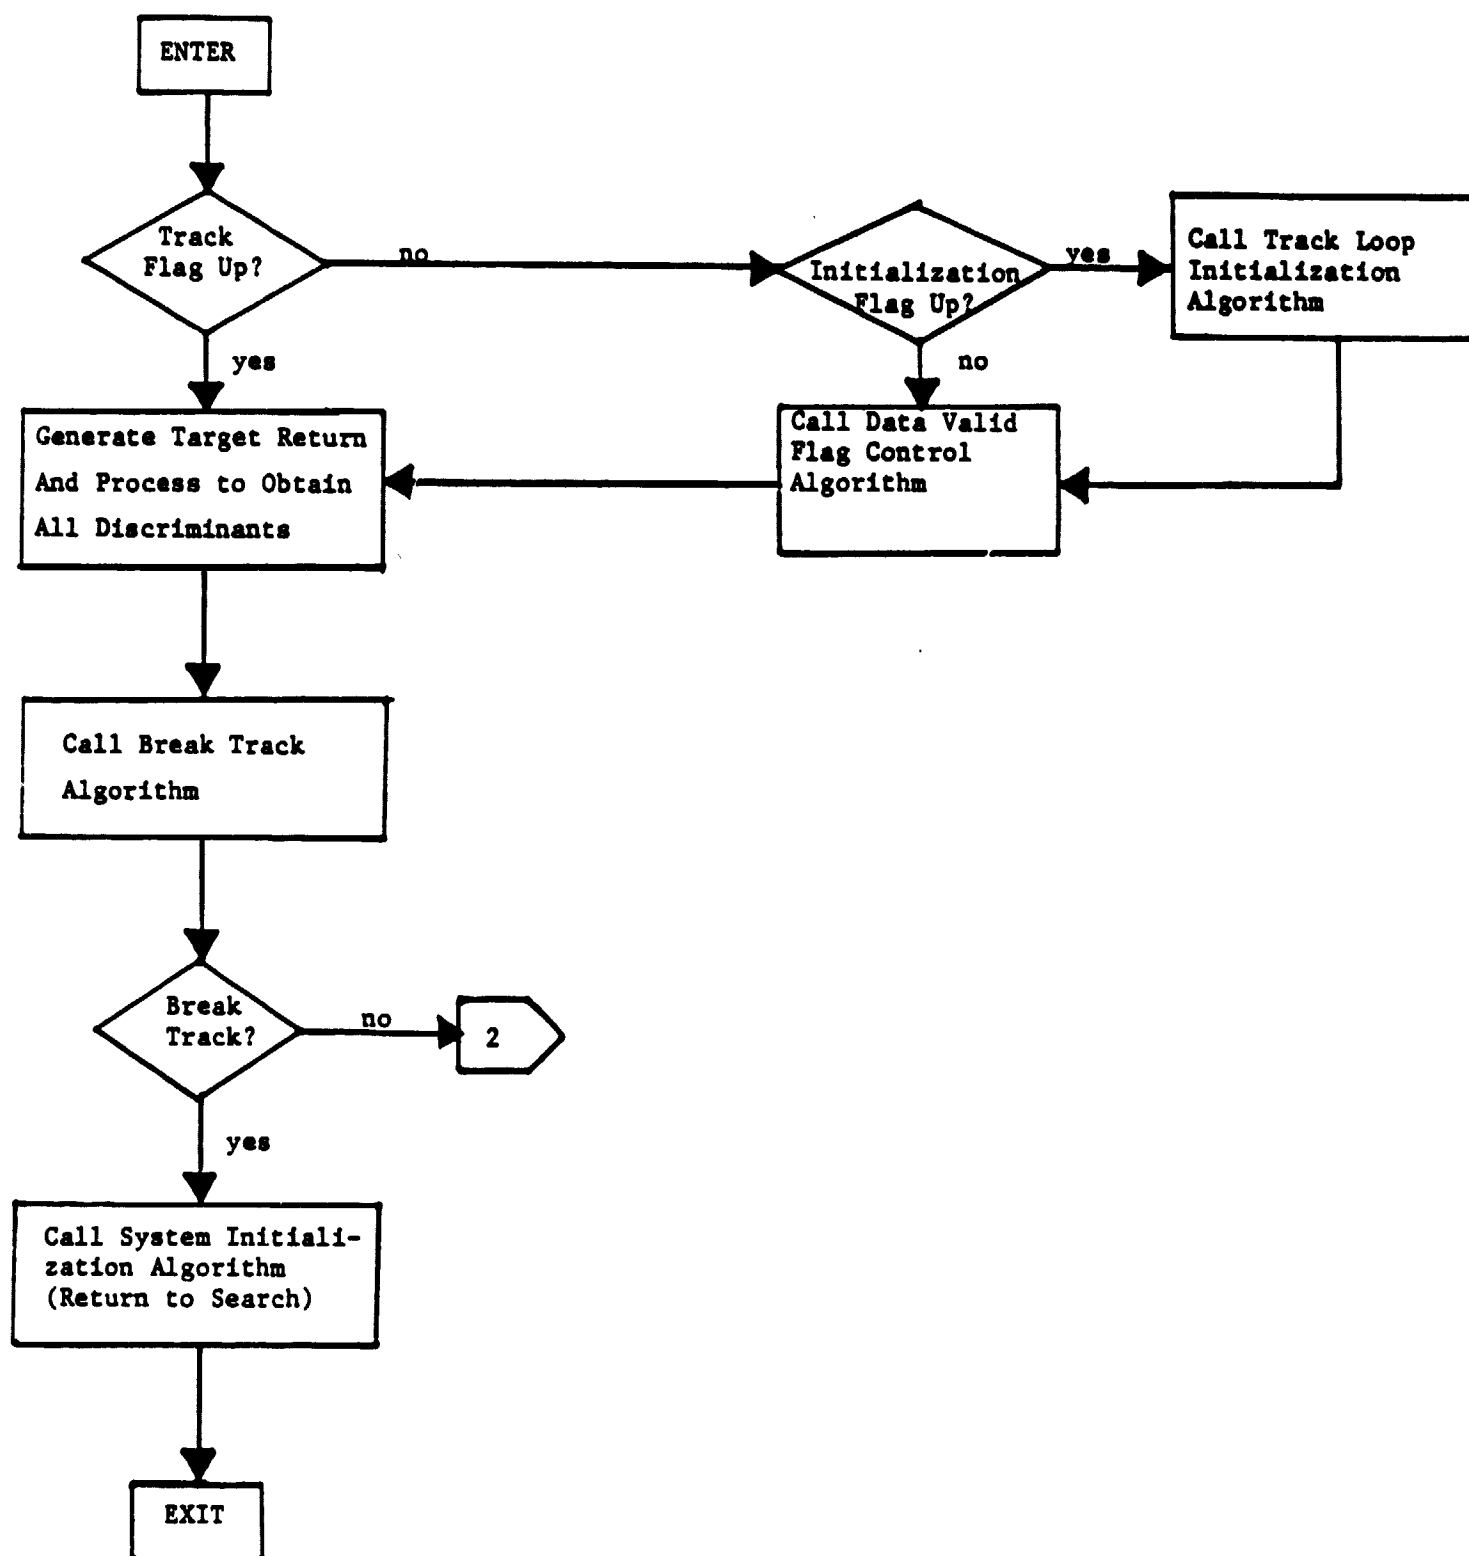 ENTER
Track
Flag Up?
no
Initialization
Flag Up?
yes
Call Track Loop
Initialization
Algorithm
yes
no
Generate Target Return
And Process to Obtain
All Discriminants
Call Data Valid
Flag Control
Algorithm
Call Break Track
Algorithm
Break
Track?
no
2
yes
Call System Initiali-
zation Algorithm
(Return to Search)
EXIT